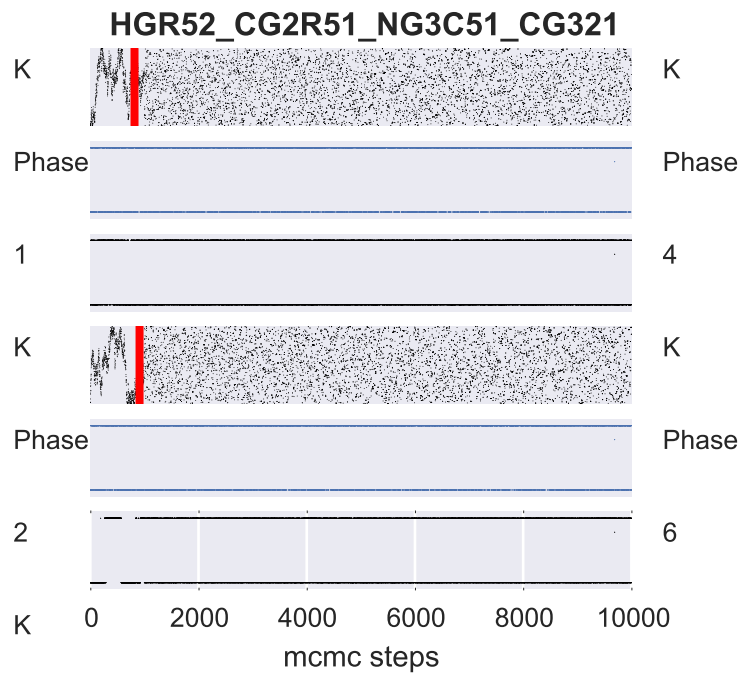 HGR52_CG2R51_NG3C51_CG321
K K
Phase Phase
1 4
K K
Phase Phase
2 6
K 0 2000 4000 6000 8000 10000
mcmc steps